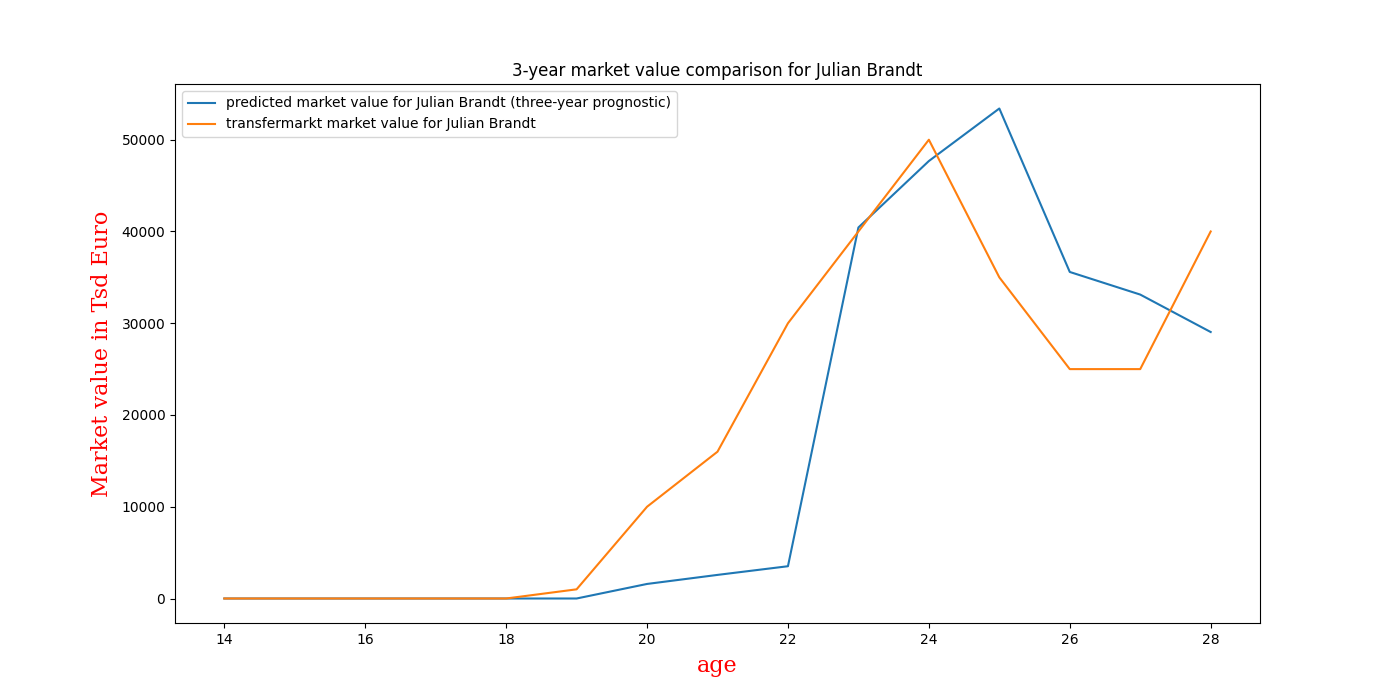 3-year market value comparison for Julian Brandt
predicted market value for Julian Brandt (three-year prognostic)
transfermarkt market value for Julian Brandt
Market value in Tsd Euro
50000
40000
30000
20000
10000
0
14 16 18 20 22 24 26 28
age